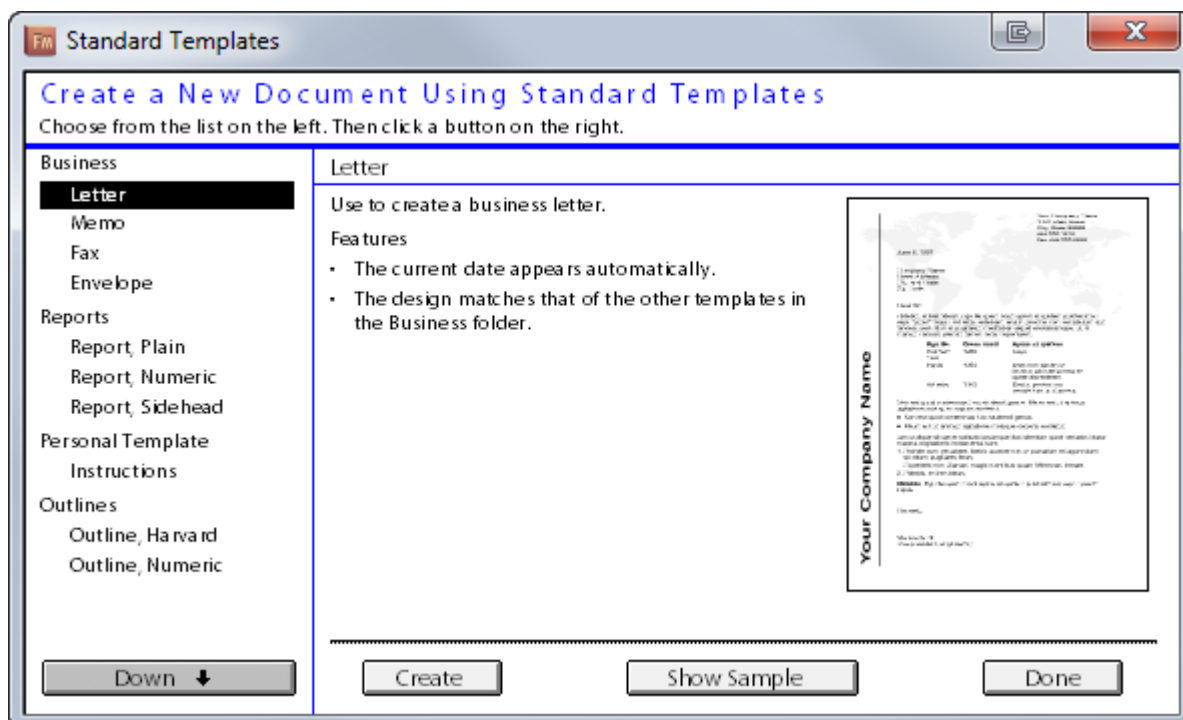 Fm Standard Templates
Create a New Document Using Standard Templates
Choose from the list on the left. Then click a button on the right.
Business
Letter
Memo
Fax
Envelope
Reports
Report, Plain
Report, Numeric
Report, Sidehead
Personal Template
Instructions
Outlines
Outline, Harvard
Outline, Numeric
Down
Letter
Use to create a business letter.
Features
• The current date appears automatically.
• The design matches that of the other templates in
the Business folder.
Your Company Name
Create
Show Sample
Done